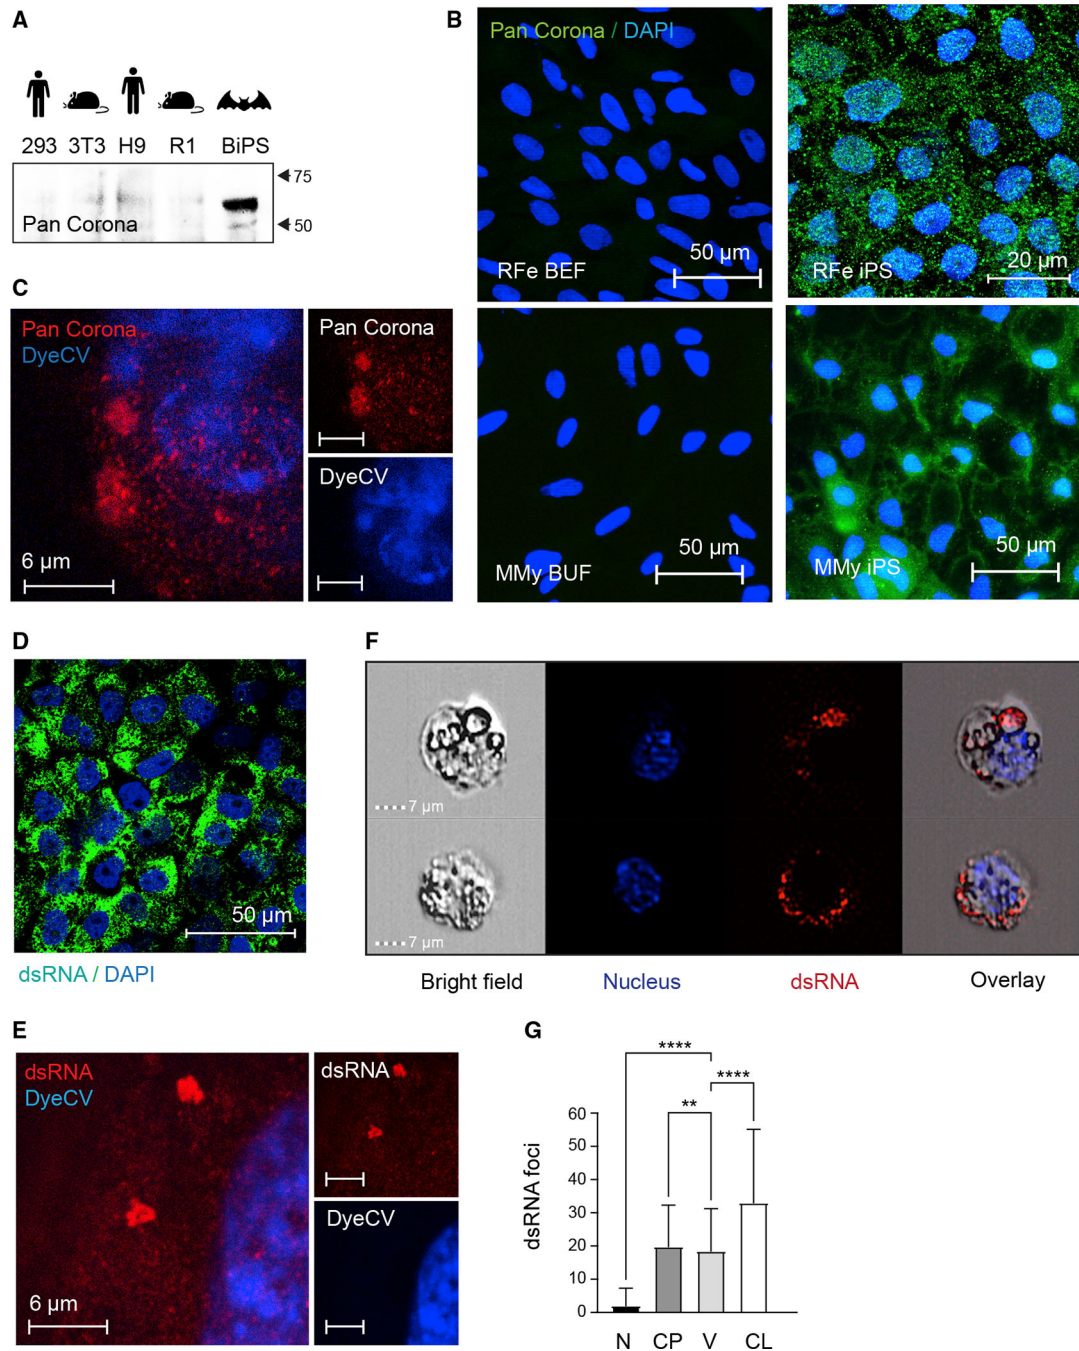 A
293 3T3 H9 R1 BiPS
75
Pan Corona
50
B
Pan Corona / DAPI
RFe BEF
50 µm
RFe iPS
20 µm
MMy BUF
50 µm
MMy iPS
50 µm
C
Pan Corona
DyeCV
6 µm
Pan Corona
DyeCV
D
50 µm
dsRNA / DAPI
E
dsRNA
DyeCV
6 µm
dsRNA
DyeCV
F
7 µm
7 µm
Bright field Nucleus dsRNA Overlay
G
****
****
**
dsRNA foci
60
50
40
30
20
10
0
N CP V CL